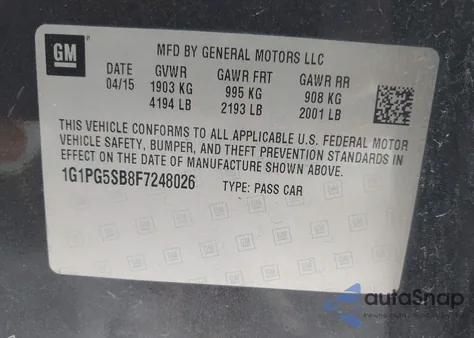 GM
MFD BY GENERAL MOTORS LLC
DATE GVWR GAWR FRT GAWR RR
04/15 1903 KG 995 KG 908 KG
4194 LB 2193 LB 2001 LB
THIS VEHICLE CONFORMS TO ALL APPLICABLE U.S. FEDERAL MOTOR
VEHICLE SAFETY, BUMPER, AND THEFT PREVENTION STANDARDS IN
EFFECT ON THE DATE OF MANUFACTURE SHOWN ABOVE.
1G1PG5SB8F7248026 TYPE: PASS CAR
autoSnap